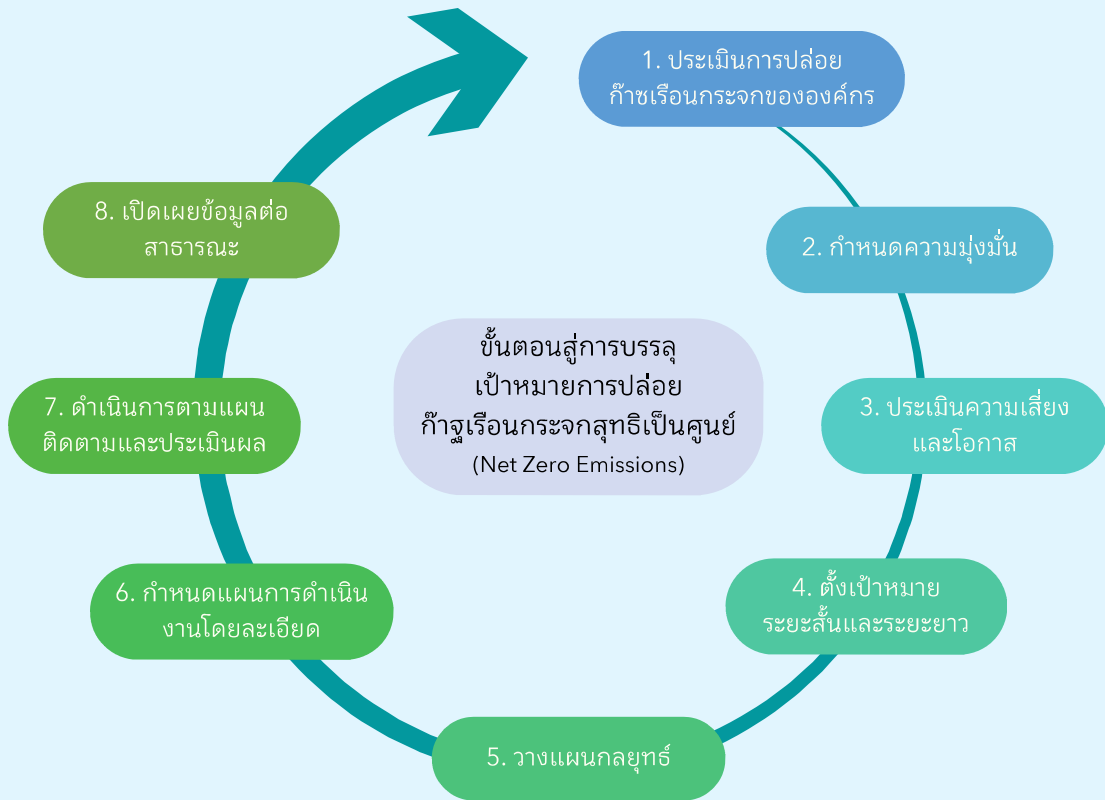 1. ประเมินการปล่อย
ก๊าซเรือนกระจกขององค์กร
2. กำหนดความมุ่งมั่น
3. ประเมินความเสี่ยง
และโอกาส
4. ตั้งเป้าหมาย
ระยะสั้นและระยะยาว
5. วางแผนกลยุทธ์
6. กำหนดแผนการดำเนิน
งานโดยละเอียด
7. ดำเนินการตามแผน
ติดตามและประเมินผล
8. เปิดเผยข้อมูลต่อ
สาธารณะ
ขั้นตอนสู่การบรรลุ
เป้าหมายการปล่อย
ก๊าฐเรือนกระจกสุทธิเป็นศูนย์
(Net Zero Emissions)